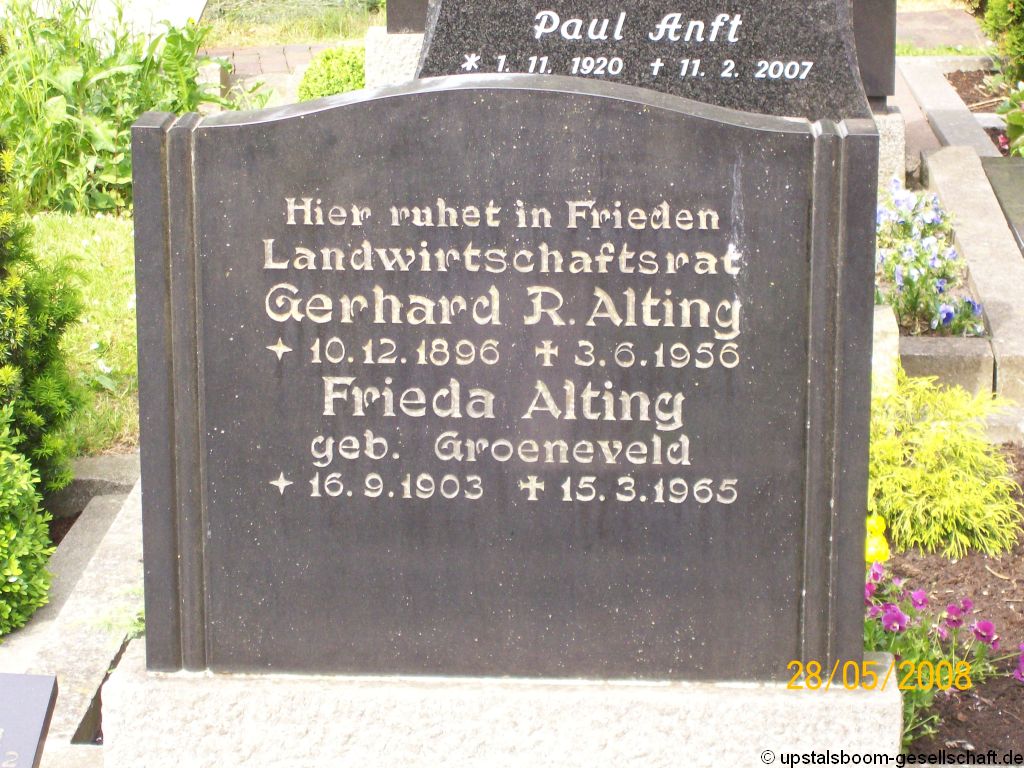 Paul Anft
* 1. 11. 1920 † 11. 2. 2007
Hier ruhet in Frieden
Landwirtschaftsrat
Gerhard R. Alting
✦ 10.12.1896 ✝ 3.6.1956
Frieda Alting
geb. Groeneveld
✦ 16.9.1903 ✝ 15.3.1965
28/05/2008
© upstalsboom-gesellschaft.de